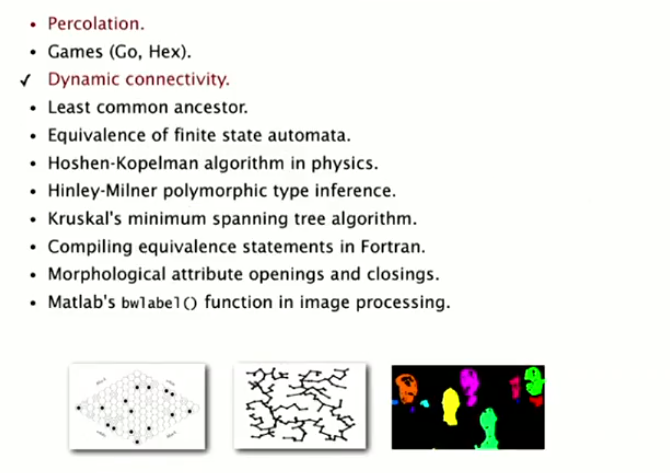 • Percolation.
• Games (Go, Hex).
✓ Dynamic connectivity.
• Least common ancestor.
• Equivalence of finite state automata.
• Hoshen-Kopelman algorithm in physics.
• Hinley-Milner polymorphic type inference.
• Kruskal's minimum spanning tree algorithm.
• Compiling equivalence statements in Fortran.
• Morphological attribute openings and closings.
• Matlab's bwlabel() function in image processing.